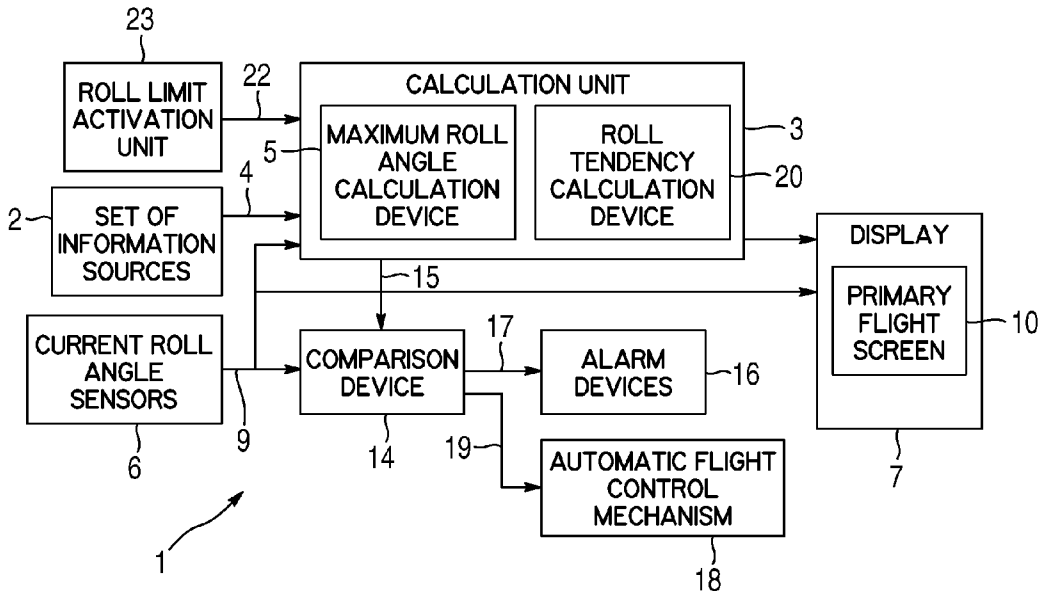 23
ROLL LIMIT
ACTIVATION
UNIT
22
CALCULATION UNIT
3
5
MAXIMUM ROLL
ANGLE
CALCULATION
DEVICE
ROLL
TENDENCY
CALCULATION
DEVICE
20
2
SET OF
INFORMATION
SOURCES
4
DISPLAY
PRIMARY
FLIGHT
SCREEN
10
7
15
CURRENT ROLL
ANGLE
SENSORS
6
9
COMPARISON
DEVICE
14
17
ALARM
DEVICES
16
19
AUTOMATIC FLIGHT
CONTROL
MECHANISM
18
1